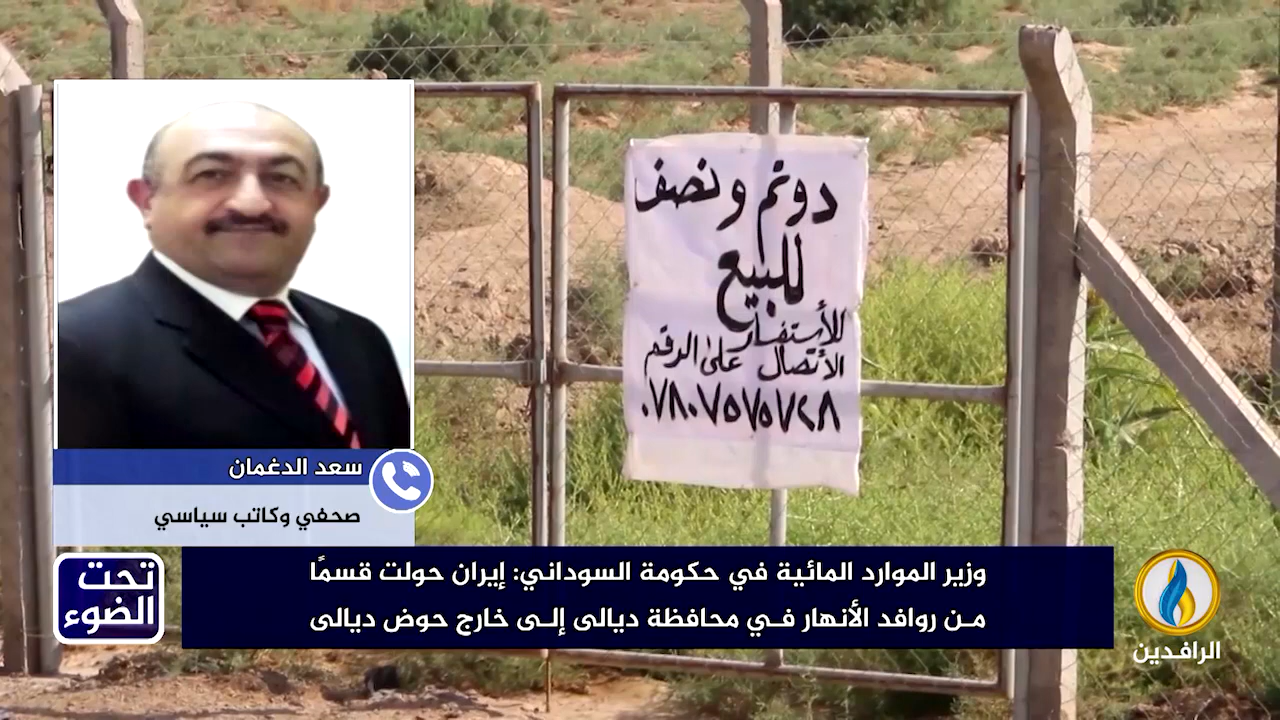 دونم ونصف
للبيع
للأستفسار
الأتصال على الرقم
٠٧٨٠٧٥٧٥٧٢٨
سعد الدغمان
صحفي وكاتب سياسي
تحت
الضوء
وزير الموارد المائية في حكومة السوداني: إيران حولت قسمًا
من روافد الأنهار في محافظة ديالى إلى خارج حوض ديالى
الرافدين